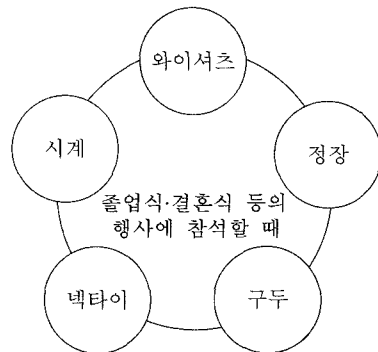 와이셔츠
시계
정장
졸업식·결혼식 등의
행사에 참석할 때
넥타이
구두